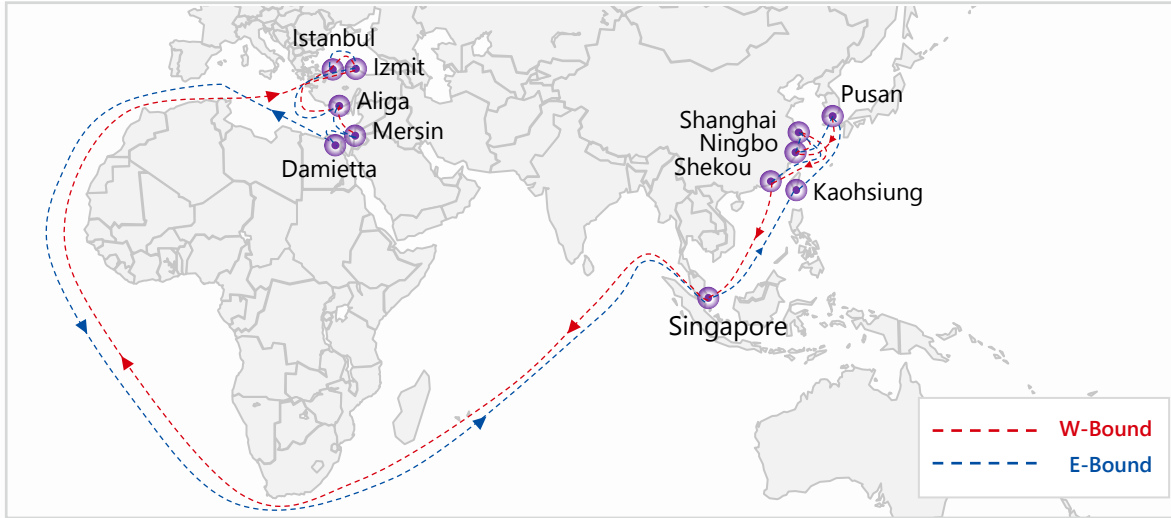 Istanbul
Izmit
Aliga
Mersin
Damietta
Pusan
Shanghai
Ningbo
Shekou
Kaohsiung
Singapore
W-Bound
E-Bound